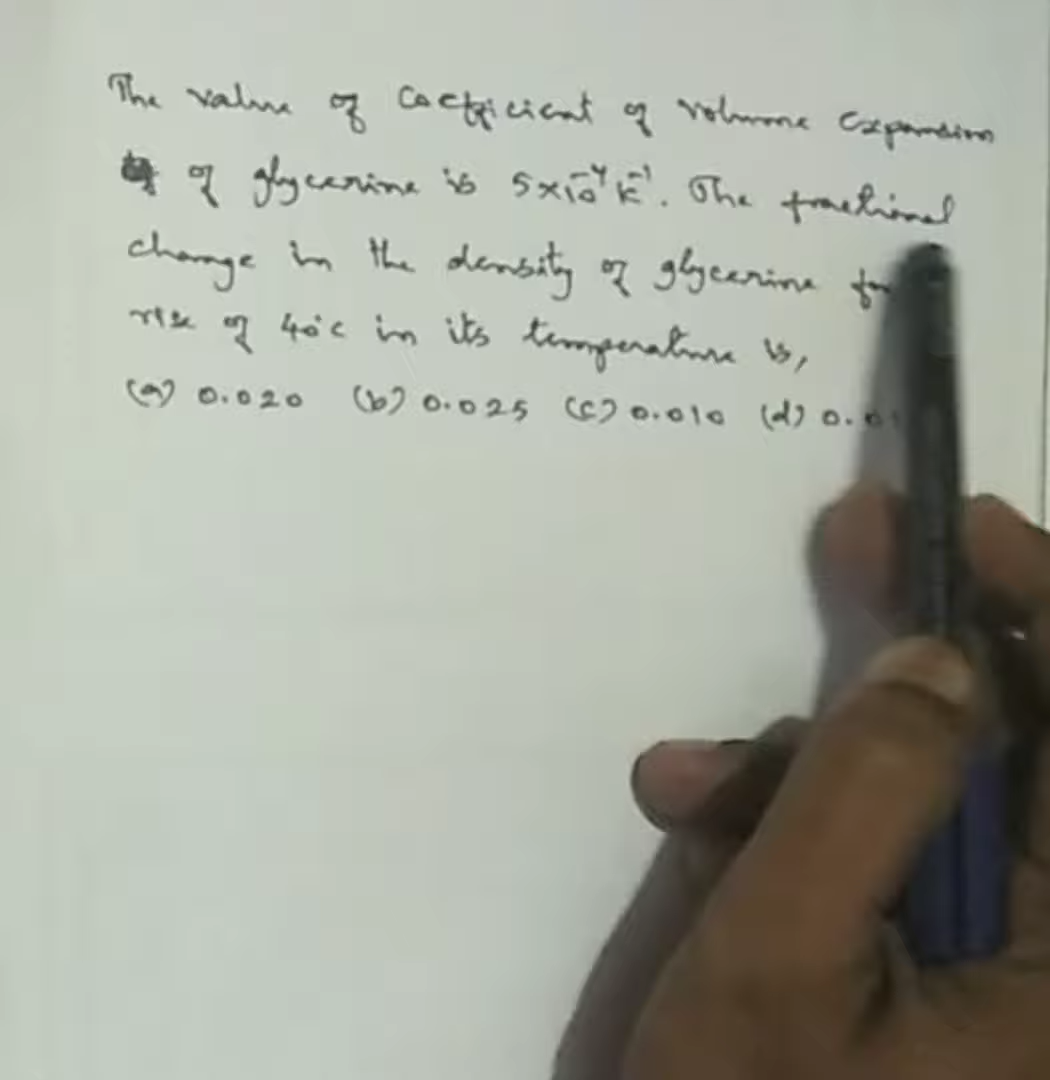 The value of coefficient of volume expansion
of glycerine is 5×10⁻⁴ K⁻¹. The fractional
change in the density of glycerine
rise of 40°C in its temperature is,
(a) 0.020 (b) 0.025 (c) 0.010 (d)